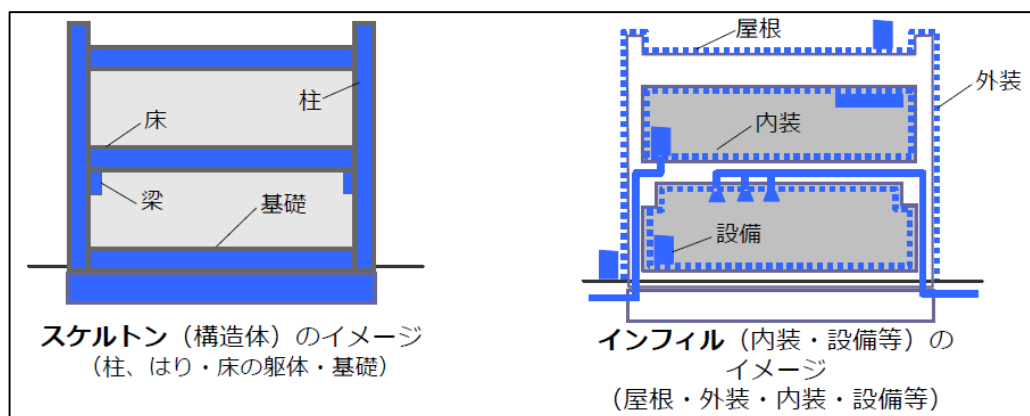 柱
床
梁
基礎
スケルトン（構造体）のイメージ
（柱、はり・床の躯体・基礎）
屋根
外装
内装
設備
インフィル（内装・設備等）の
イメージ
（屋根・外装・内装・設備等）